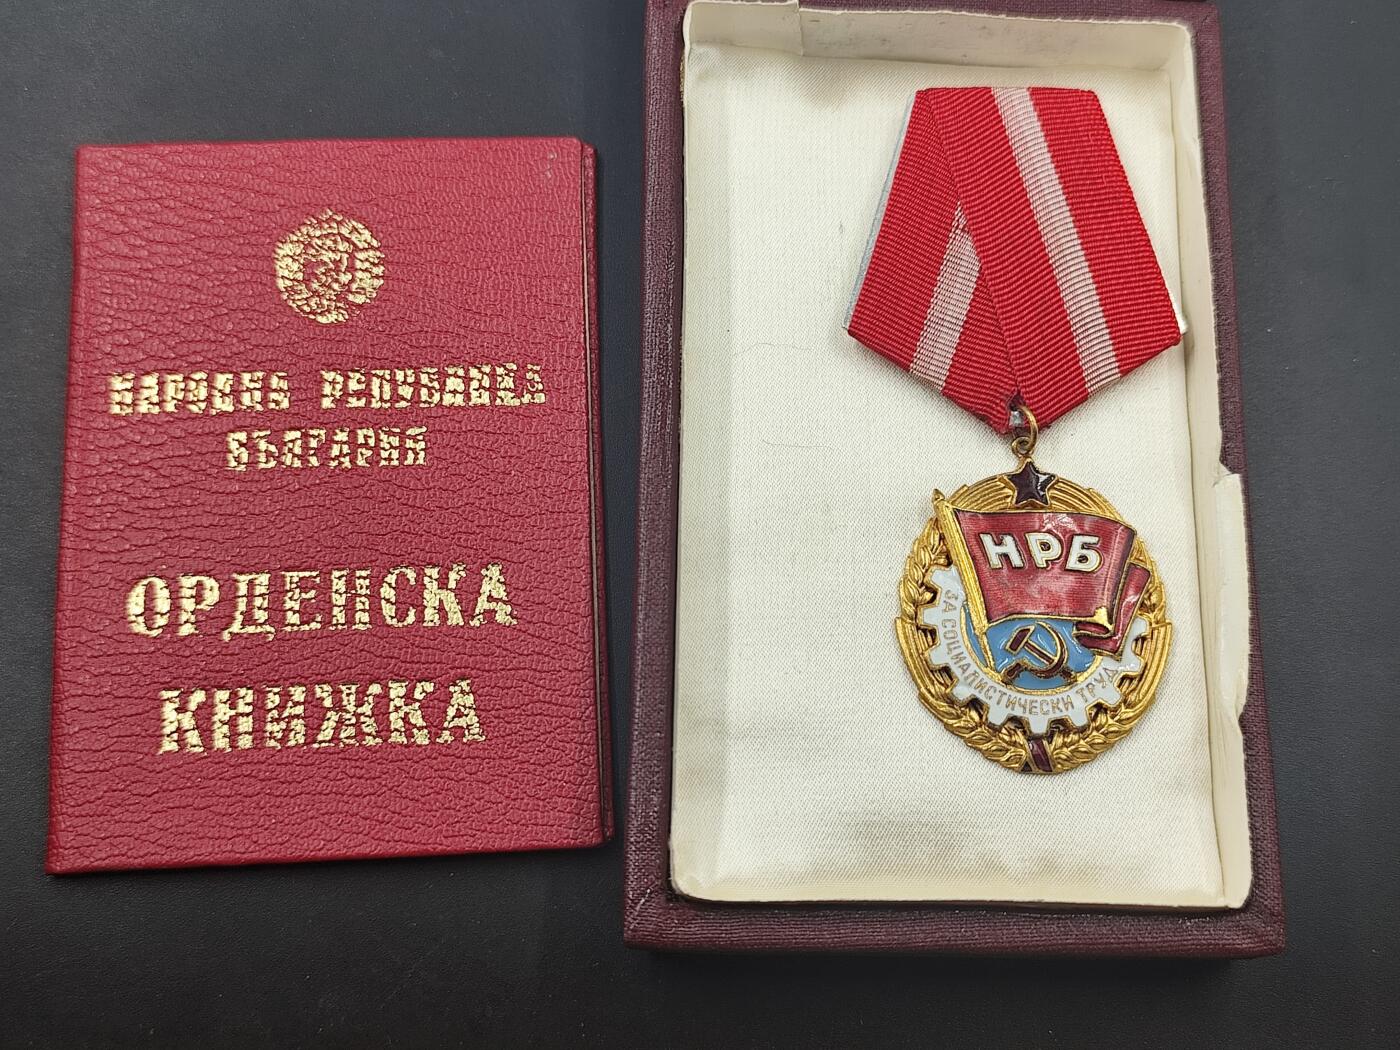 НАРОДНА РЕПУБЛИКА
БЪЛГАРИЯ
ОРДЕНСКА
КНИЖКА
НРБ
ЗА СОЦИАЛИСТИЧЕСКИ ТРУД